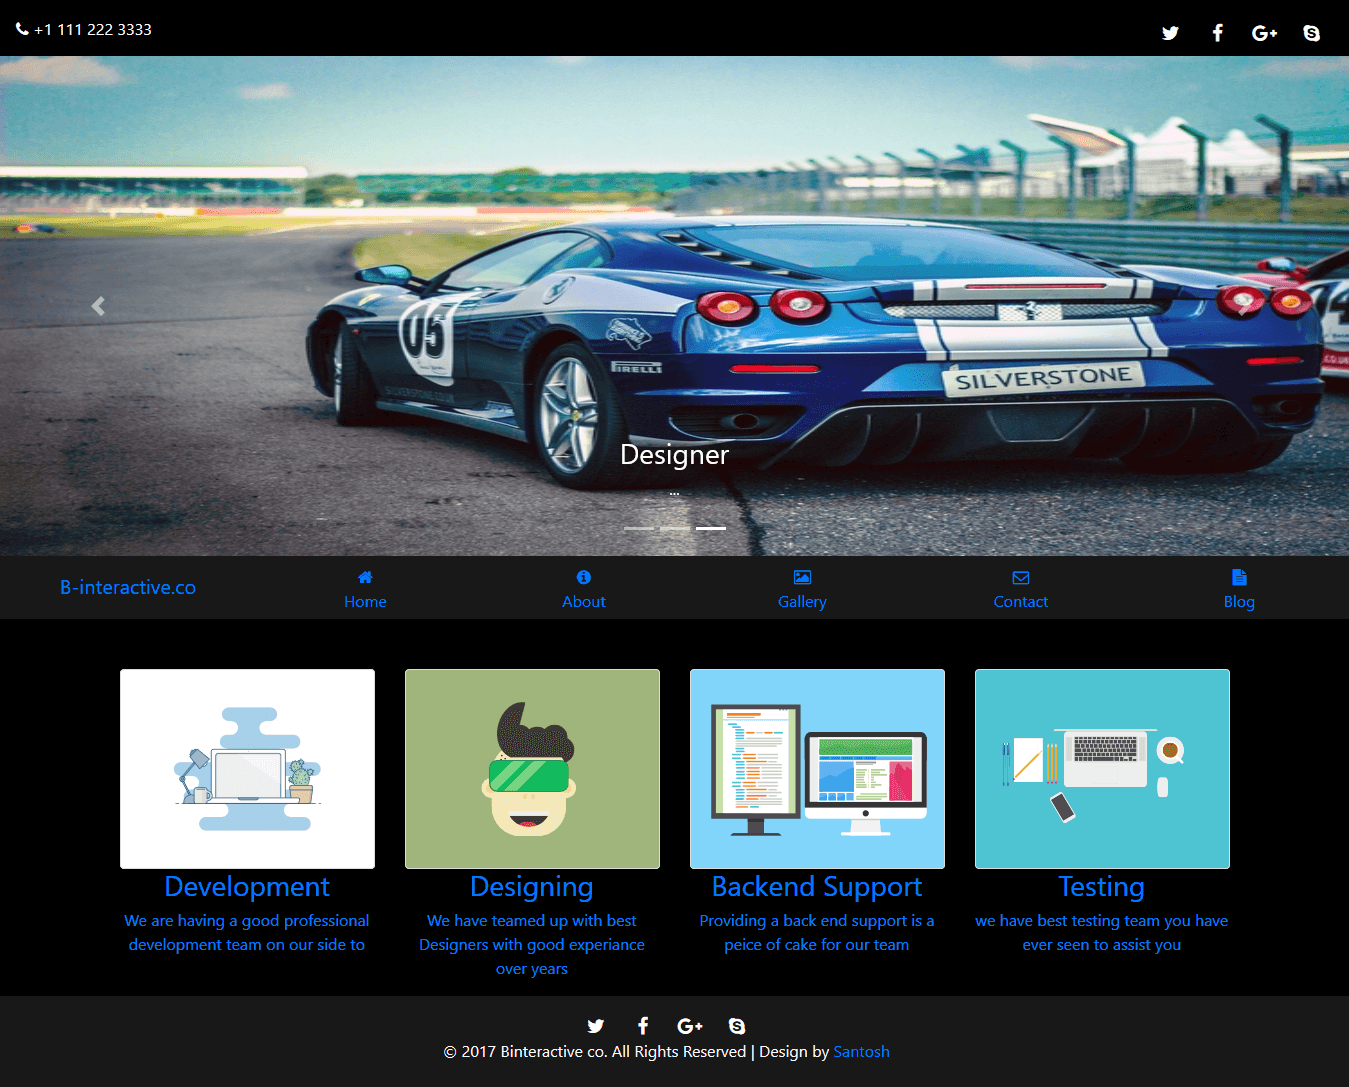 +1 111 222 3333
05
PIRELLI
SILVERSTONE.CO.UK
SILVERSTONE
Designer
...
B-interactive.co
Home
About
Gallery
Contact
Blog
Development
We are having a good professional
development team on our side to
Designing
We have teamed up with best
Designers with good experiance
over years
Backend Support
Providing a back end support is a
peice of cake for our team
Testing
we have best testing team you have
ever seen to assist you
© 2017 Binteractive co. All Rights Reserved | Design by Santosh